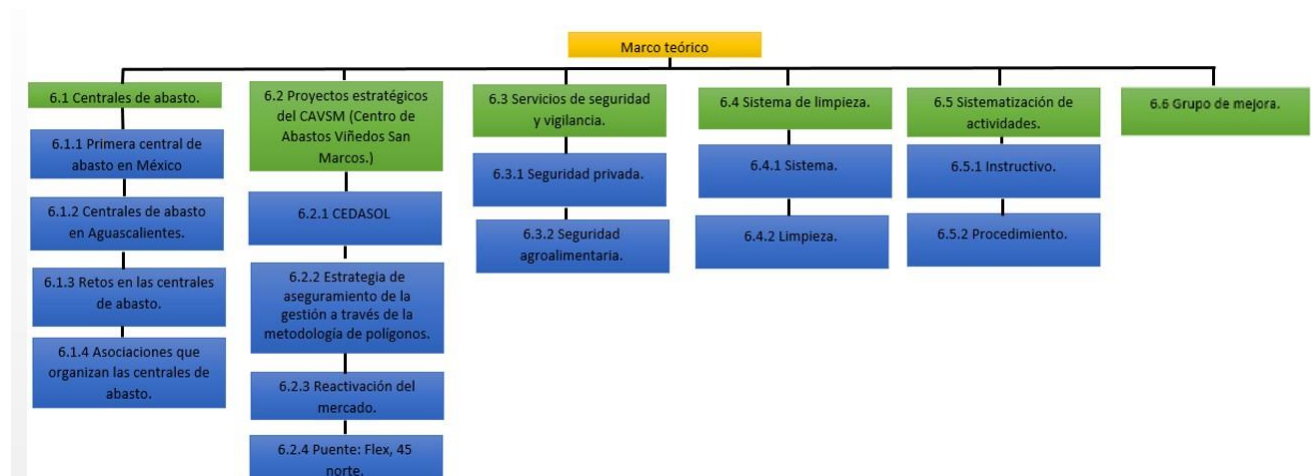 Marco teórico
6.1 Centrales de abasto.
6.1.1 Primera central de
abasto en México
6.1.2 Centrales de abasto
en Aguascalientes.
6.1.3 Retos en las centrales
de abasto.
6.1.4 Asociaciones que
organizan las centrales de
abasto.
6.2 Proyectos estratégicos
del CAVSM (Centro de
Abastos Viñedos San
Marcos.)
6.2.1 CEDASOL
6.2.2 Estrategia de
aseguramiento de la
gestión a través de la
metodología de polígonos.
6.2.3 Reactivación del
mercado.
6.2.4 Puente: Flex, 45
norte.
6.3 Servicios de seguridad
y vigilancia.
6.3.1 Seguridad privada.
6.3.2 Seguridad
agroalimentaria.
6.4 Sistema de limpieza.
6.4.1 Sistema.
6.4.2 Limpieza.
6.5 Sistematización de
actividades.
6.5.1 Instructivo.
6.5.2 Procedimiento.
6.6 Grupo de mejora.